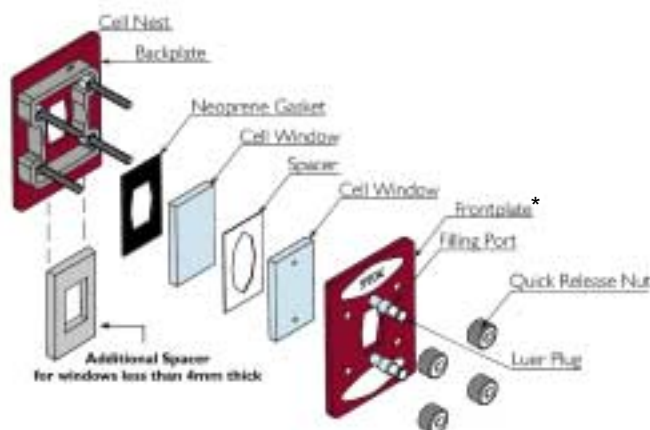 Cell Nest
Backplate
Neoprene Gasket
Cell Window
Spacer
Cell Window
Frontplate*
Filling Port
Quick Release Nut
Luer Plug
Additional Spacer
for windows less than 4mm thick